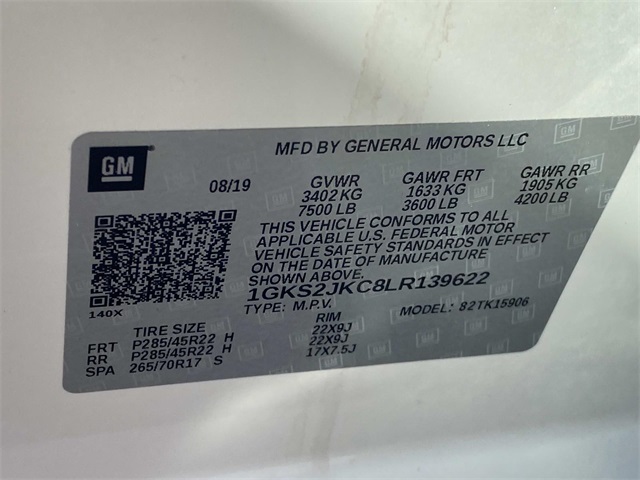 GM
MFD BY GENERAL MOTORS LLC
08/19 GVWR GAWR FRT GAWR RR
3402 KG 1633 KG 1905 KG
7500 LB 3600 LB 4200 LB
THIS VEHICLE CONFORMS TO ALL
APPLICABLE U.S. FEDERAL MOTOR
VEHICLE SAFETY STANDARDS IN EFFECT
ON THE DATE OF MANUFACTURE
SHOWN ABOVE.
1GKS2JKC8LR139622
140X
TYPE: M.P.V. MODEL: 82TK15906
TIRE SIZE RIM
FRT P285/45R22 H 22X9J
RR P285/45R22 H 22X9J
SPA 265/70R17 S 17X7.5J